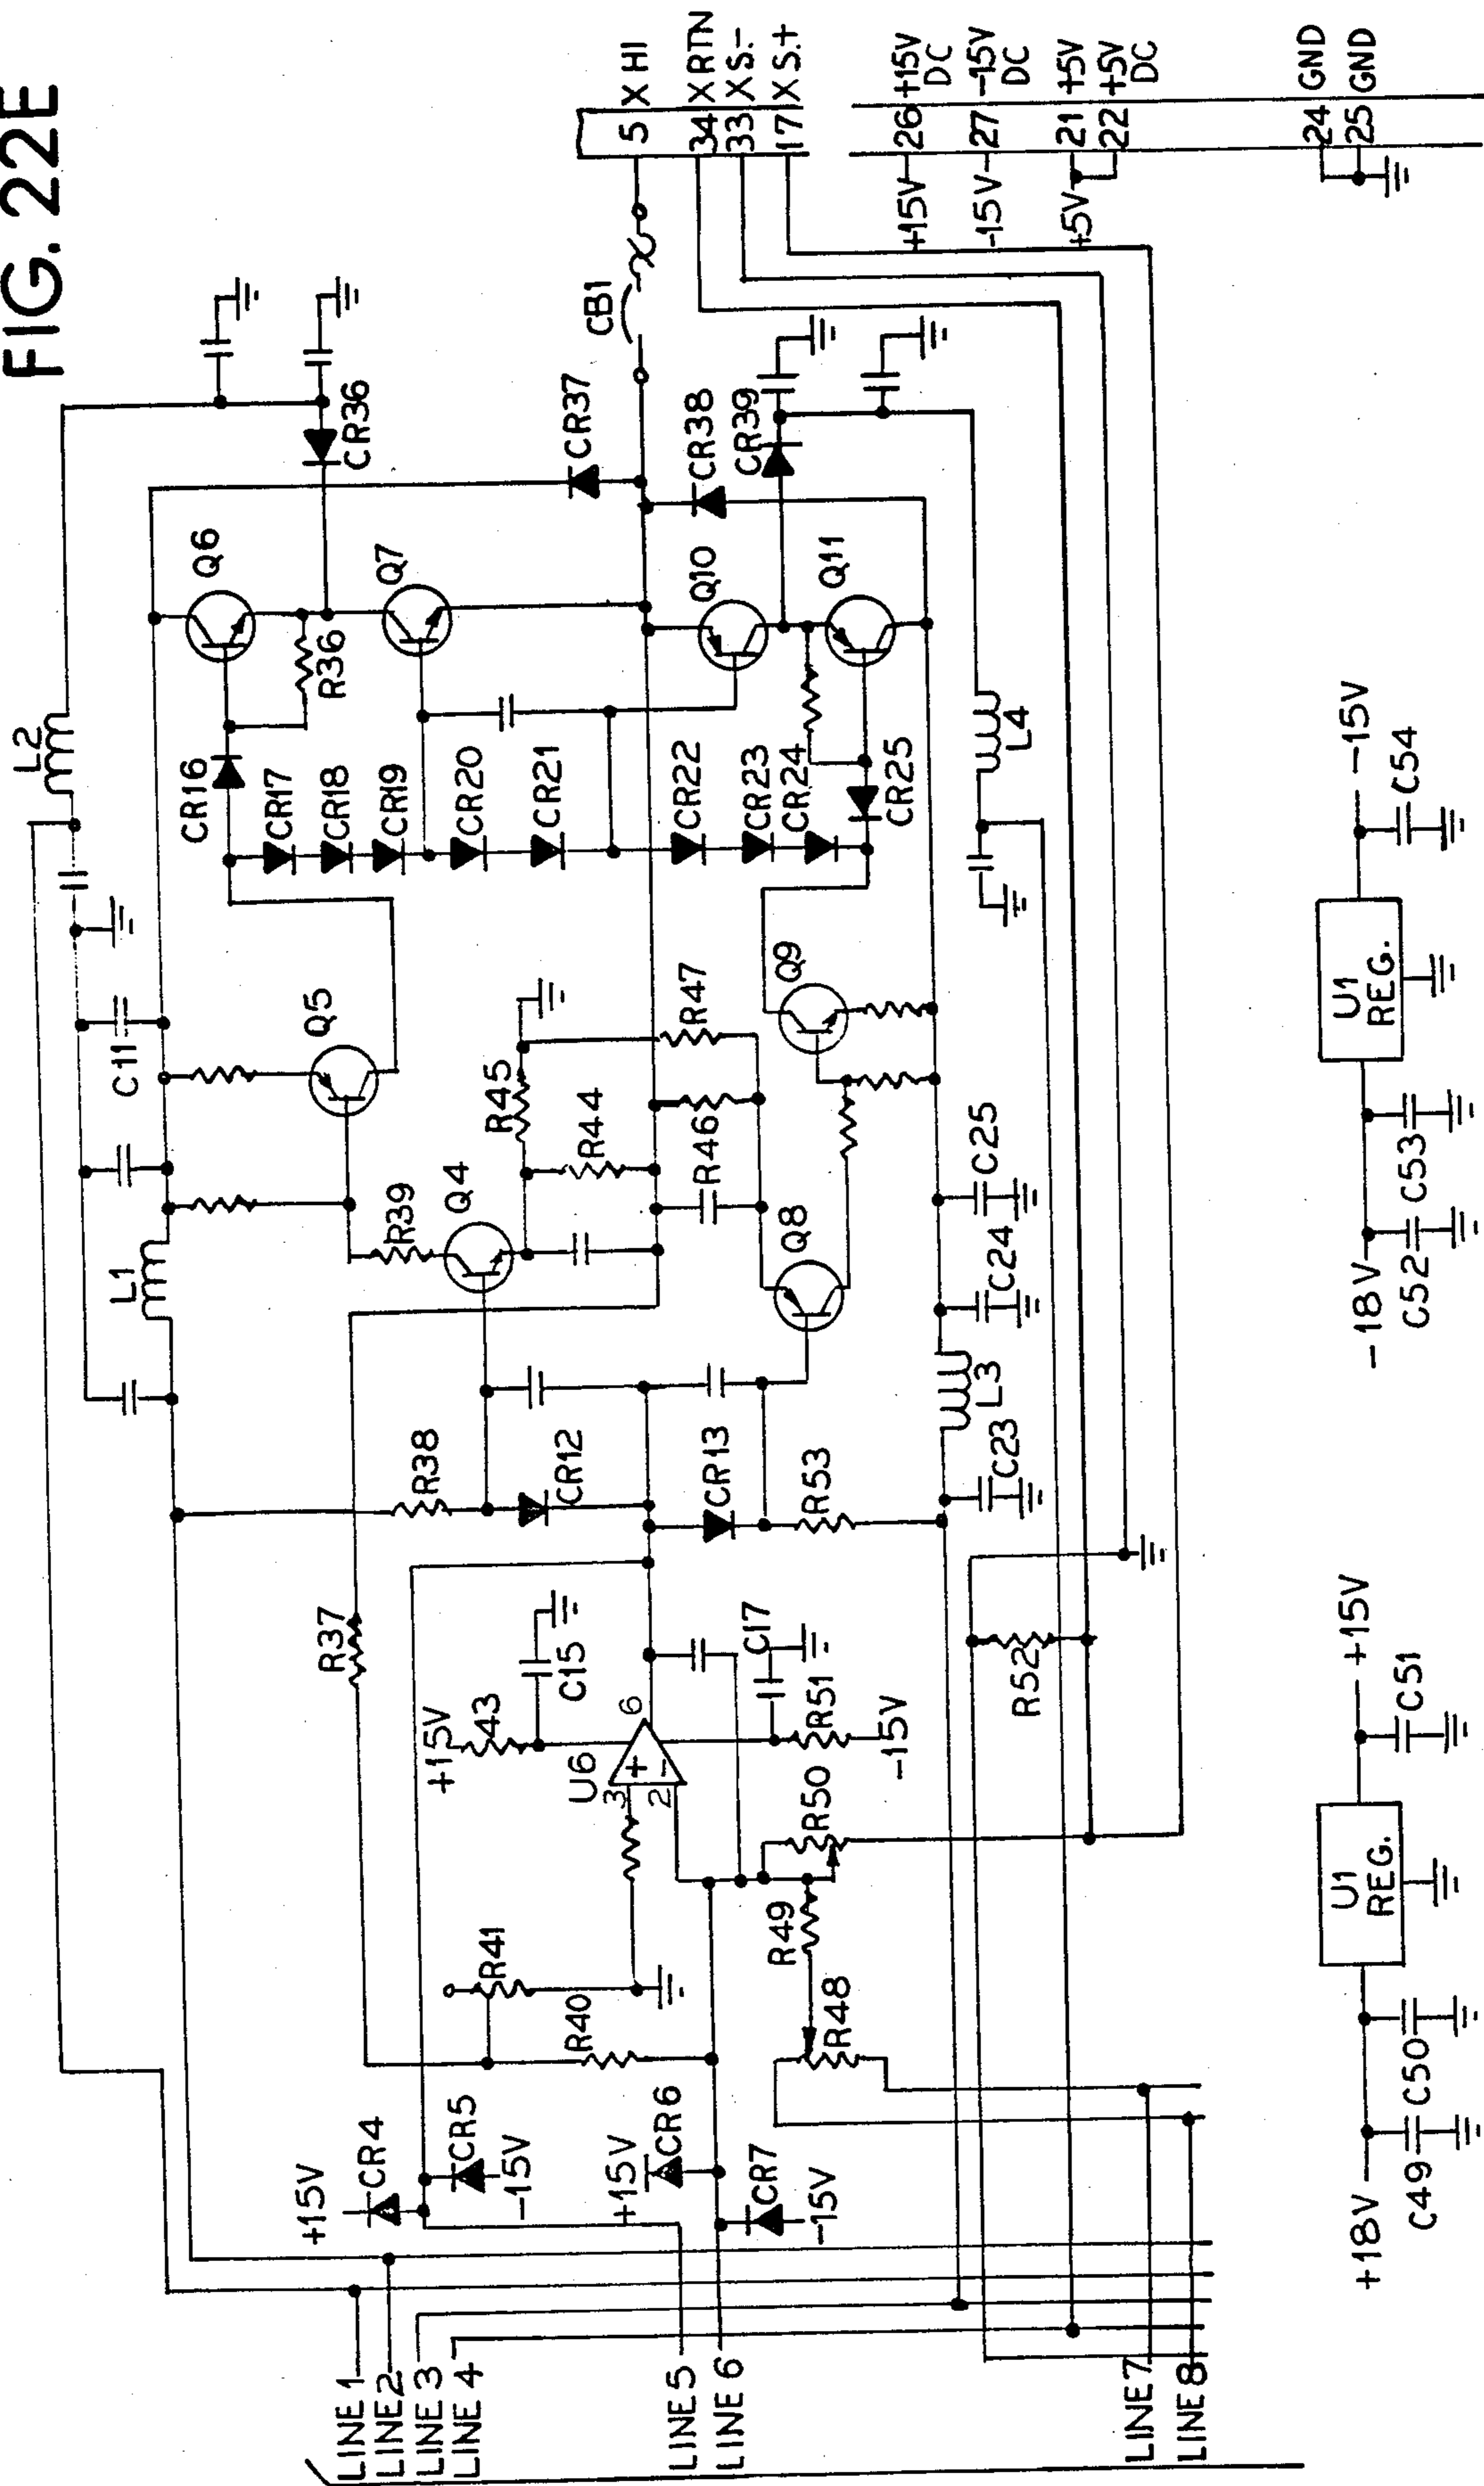 FIG. 22E
L2
L1
C11
CR16
Q6
R36
CR36
CR17
CR18
CR19
CR20
CR21
CR22
CR23
CR24
CR25
Q7
CR37
CB1
CR38
CR39
Q10
Q11
Q5
R39
Q4
R45
R44
R46
R47
Q8
Q9
L4
R38
CR12
CR13
R53
C23
L3
C24
C25
R37
+15V
R43
C15
U6
3
+
2
-
6
C17
R51
-15V
R50
R52
R49
R48
R41
R40
+15V
CR4
CR5
-15V
+15V
CR6
CR7
-15V
LINE 1
LINE 2
LINE 3
LINE 4
LINE 5
LINE 6
LINE 7
LINE 8
5 X HI
34 X RTN
33 X S.-
17 X S.+
+15V 26 +15V DC
-15V 27 -15V DC
+5V 21 +5V
22 +5V DC
24 GND
25 GND
+18V
C49
C50
U1
REG.
+15V
C51
-18V
C52
C53
U1
REG.
-15V
C54